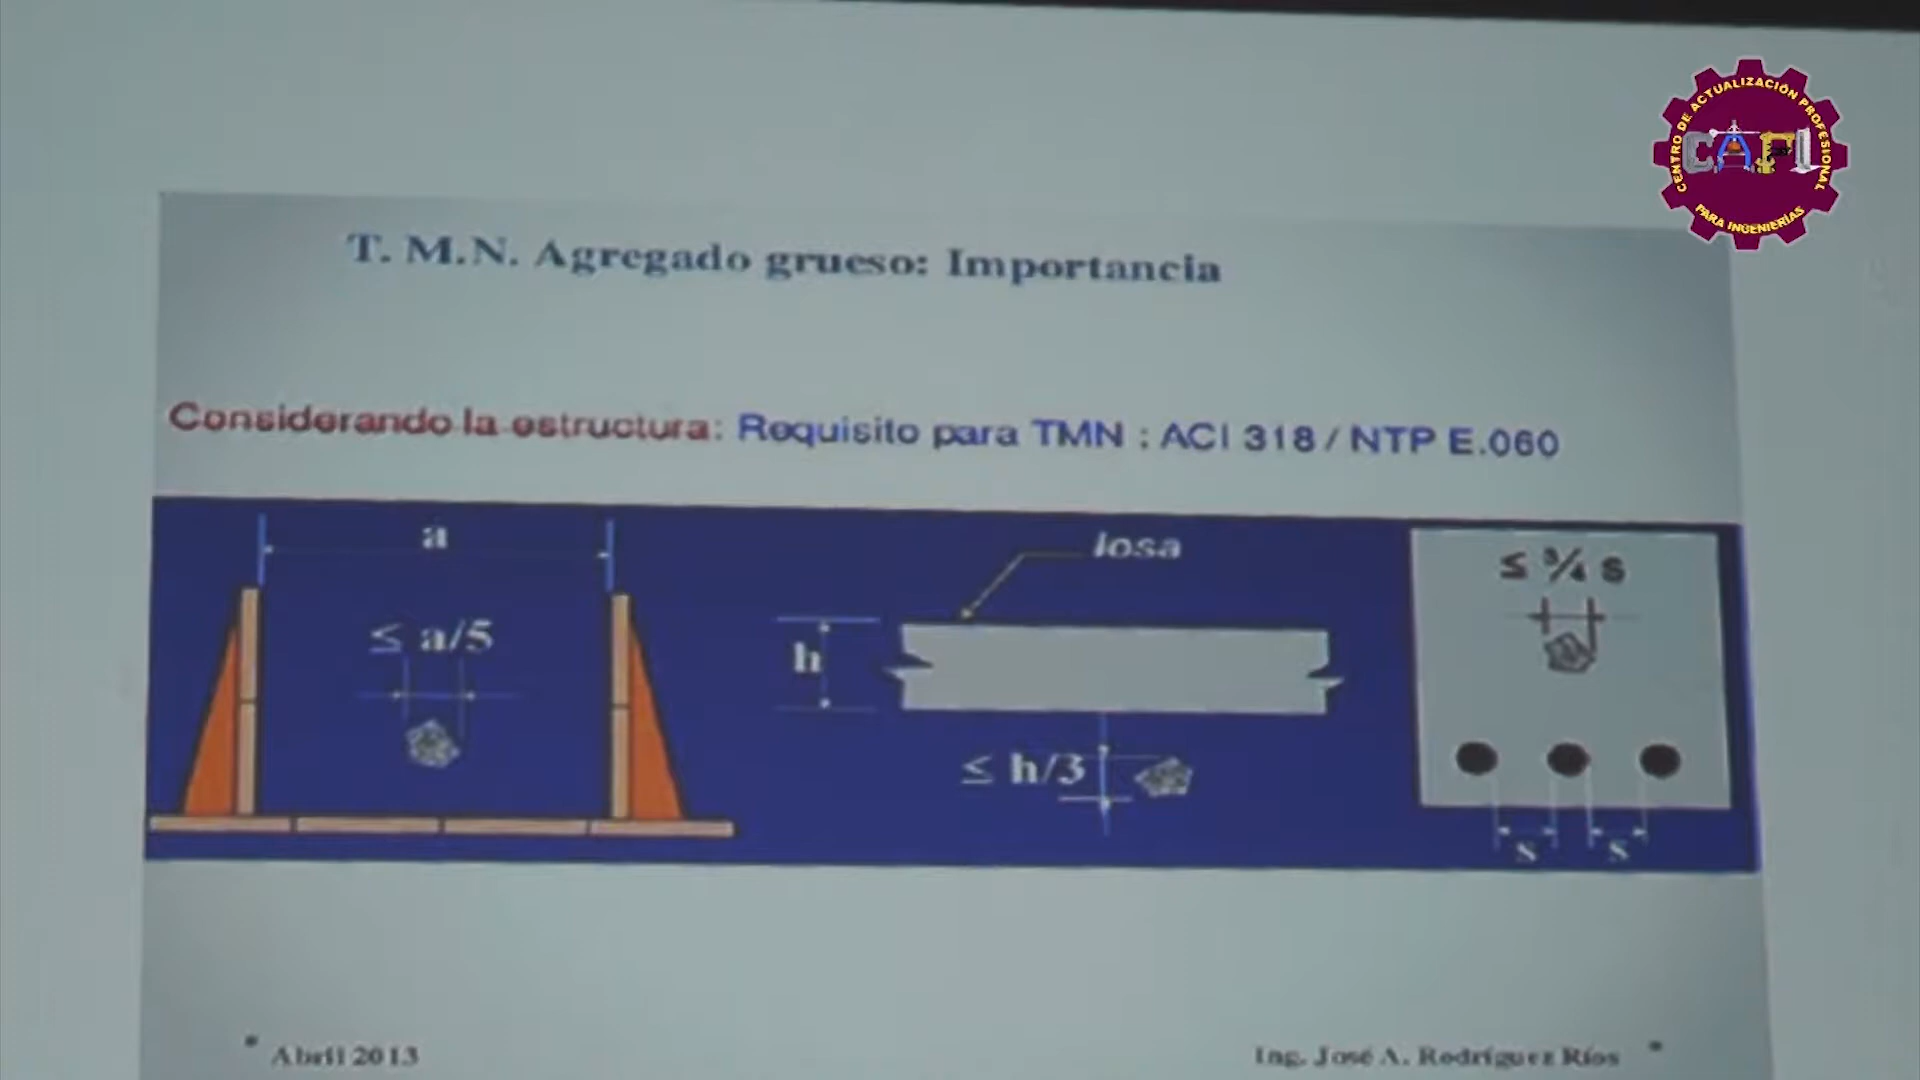 CENTRO DE ACTUALIZACIÓN PROFESIONAL
CAPI
PARA INGENIERÍAS
T. M.N. Agregado grueso: Importancia
Considerando la estructura: Requisito para TMN : ACI 318 / NTP E.060
a
≤ a/5
losa
h
≤ h/3
≤ ¾ s
s s
Abril 2013
Ing. José A. Rodríguez Ríos